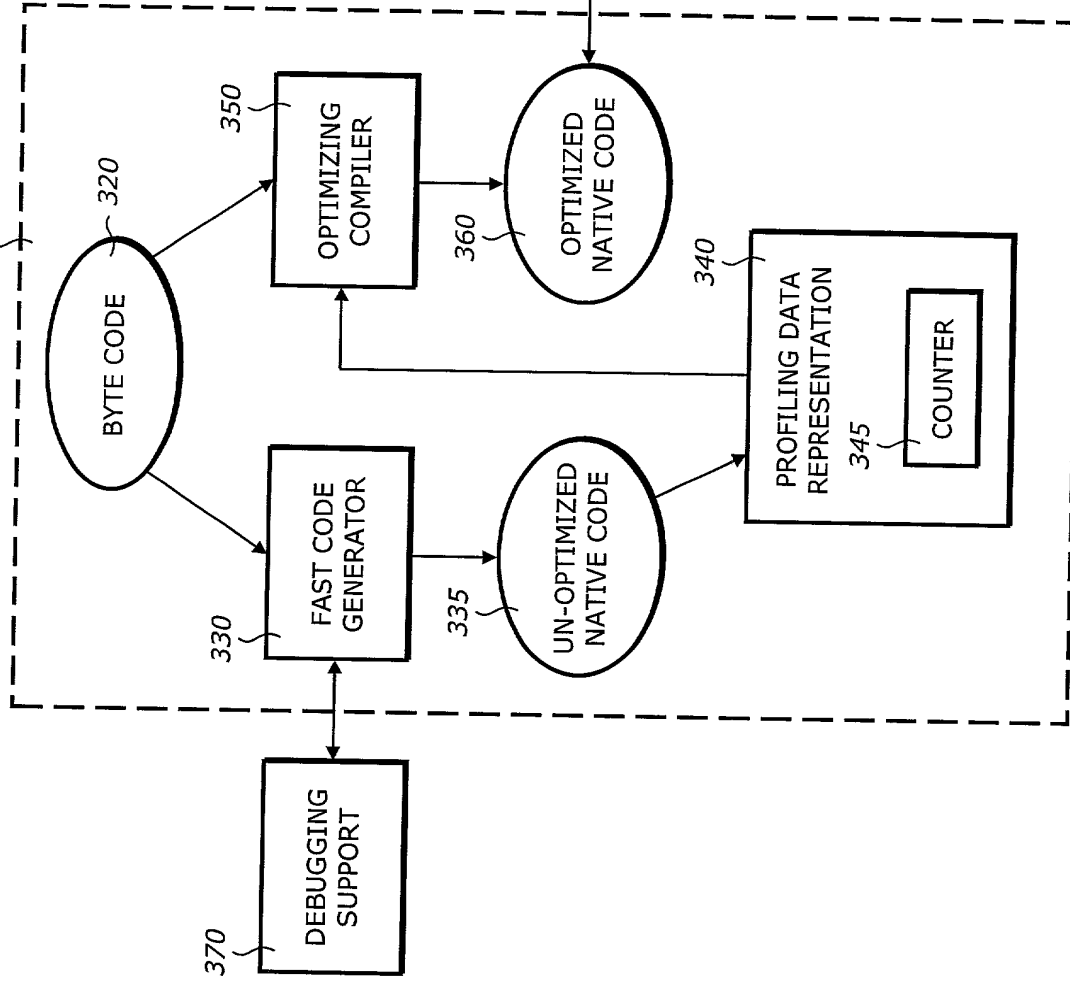 320
BYTE CODE
350
OPTIMIZING
COMPILER
330
FAST CODE
GENERATOR
370
DEBUGGING
SUPPORT
360
OPTIMIZED
NATIVE CODE
335
UN-OPTIMIZED
NATIVE CODE
340
PROFILING DATA
REPRESENTATION
345
COUNTER